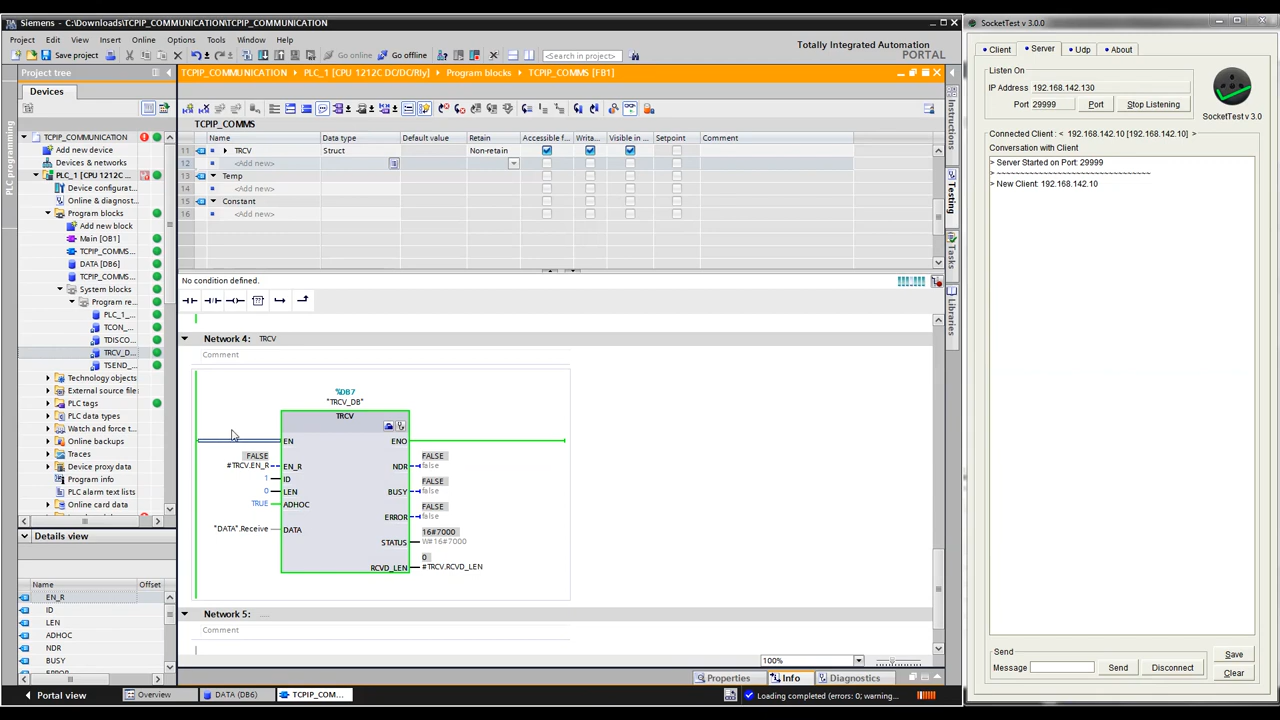 Siemens - C:\Downloads\TCPIP_COMMUNICATION\TCPIP_COMMUNICATION
Project Edit View Insert Online Options Tools Window Help
Save project
Go online Go offline
<Search in project>
Totally Integrated Automation
PORTAL
Project tree
Devices
PLC programming
TCPIP_COMMUNICATION
Add new device
Devices & networks
PLC_1 [CPU 1212C ...
Device configurat...
Online & diagnost...
Program blocks
Add new block
Main [OB1]
TCPIP_COMMS...
DATA [DB6]
TCPIP_COMMS...
System blocks
Program re...
PLC_1_...
TCON_...
TDISCO...
TRCV_D...
TSEND_...
Technology objects
External source file:
PLC tags
PLC data types
Watch and force t...
Online backups
Traces
Device proxy data
Program info
PLC alarm text lists
Online card data
Details view
Name Offset
EN_R
ID
LEN
ADHOC
NDR
BUSY
TCPIP_COMMUNICATION PLC_1 [CPU 1212C DC/DC/Rly] Program blocks TCPIP_COMMS [FB1]
TCPIP_COMMS
Name Data type Default value Retain Accessible f... Writa... Visible in ... Setpoint Comment
11 TRCV Struct Non-retain
12 <Add new>
13 Temp
14 <Add new>
15 Constant
16 <Add new>
No condition defined.
Network 4: TRCV
Comment
%DB7
"TRCV_DB"
TRCV
EN ENO
FALSE
#TRCV.EN_R EN_R
1 ID
0 LEN
TRUE ADHOC
"DATA".Receive DATA
FALSE
NDR false
FALSE
BUSY false
FALSE
ERROR false
16#7000
STATUS W#16#7000
0
RCVD_LEN #TRCV.RCVD_LEN
Network 5: .....
Comment
100%
Properties Info Diagnostics
Instructions
Testing
Tasks
Libraries
Portal view Overview DATA (DB6) TCPIP_COM... Loading completed (errors: 0; warning...
SocketTest v 3.0.0
Client Server Udp About
Listen On
IP Address 192.168.142.130
Port 29999 Port Stop Listening
SocketTest v 3.0
Connected Client : < 192.168.142.10 [192.168.142.10] >
Conversation with Client
> Server Started on Port: 29999
> ~~~~~~~~~~~~~~~~~~~~~~~~~~~~~~~~
> New Client: 192.168.142.10
Send
Message Send Disconnect
Save
Clear